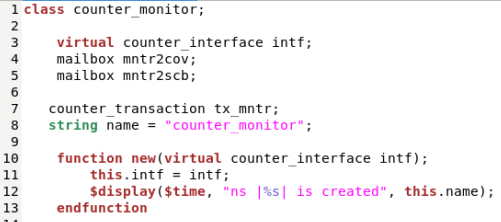 1 class counter_monitor;
2
3     virtual counter_interface intf;
4     mailbox mntr2cov;
5     mailbox mntr2scb;
6
7    counter_transaction tx_mntr;
8    string name = "counter_monitor";
9
10     function new(virtual counter_interface intf);
11         this.intf = intf;
12         $display($time, "ns |%s| is created", this.name);
13     endfunction